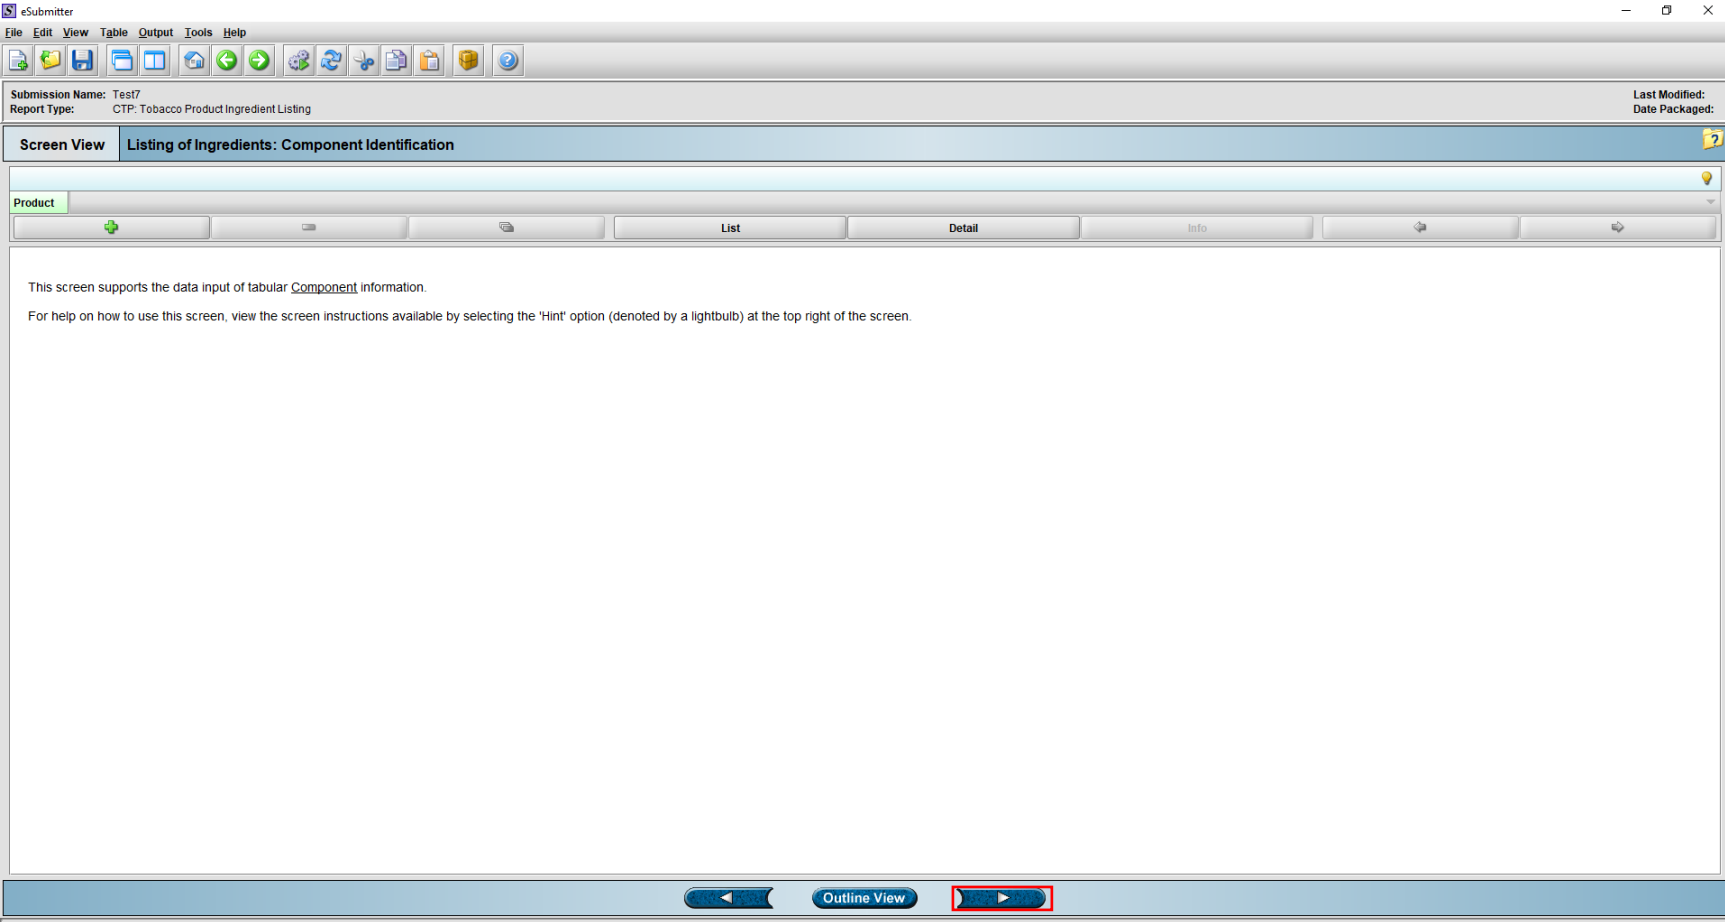 eSubmitter
File Edit View Table Output Tools Help
Submission Name: Test7
Last Modified:
Report Type: CTP: Tobacco Product Ingredient Listing
Date Packaged:
Screen View Listing of Ingredients: Component Identification
Product
List Detail Info
This screen supports the data input of tabular Component information.
For help on how to use this screen, view the screen instructions available by selecting the 'Hint' option (denoted by a lightbulb) at the top right of the screen.
Outline View